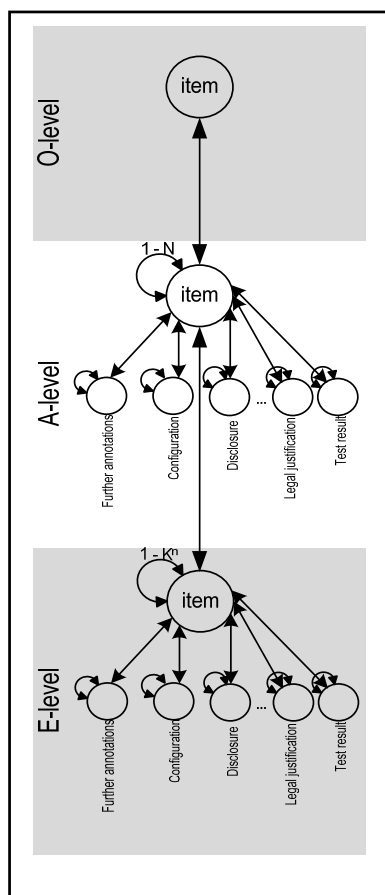 O-level
item
1 - N
item
A-level
...
Further annotations
Configuration
Disclosure
Legal justification
Test result
1 - Kⁿ
item
E-level
...
Further annotations
Configuration
Disclosure
Legal justification
Test result